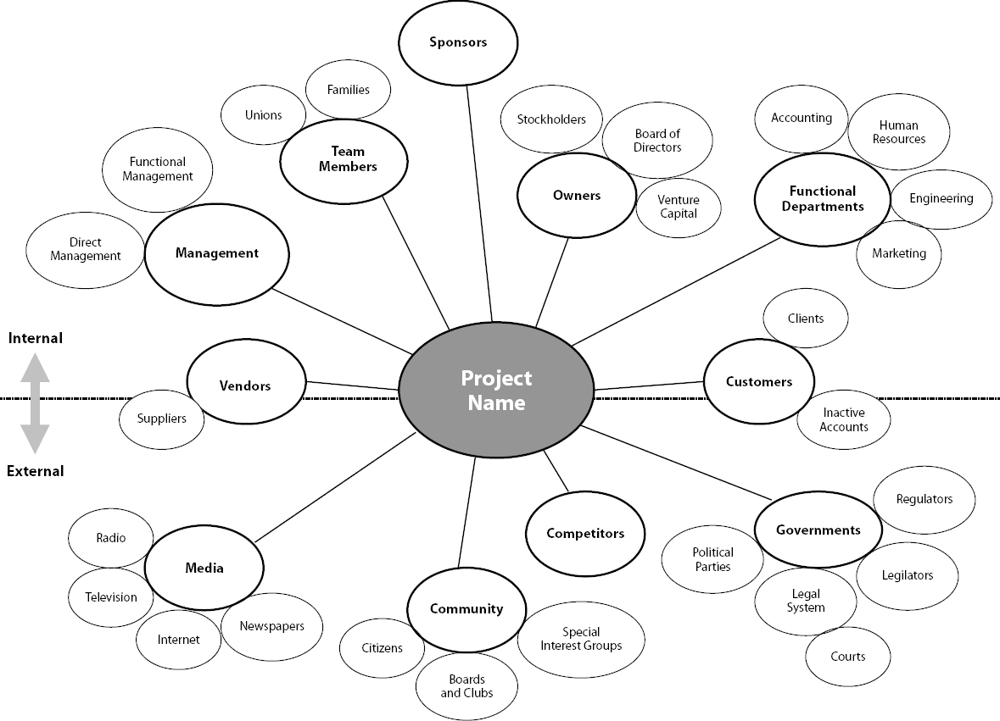 Sponsors
Families
Unions
Team
Members
Stockholders
Board of
Directors
Owners
Venture
Capital
Accounting
Human
Resources
Functional
Departments
Engineering
Marketing
Functional
Management
Direct
Management
Management
Internal
External
Vendors
Suppliers
Project
Name
Clients
Customers
Inactive
Accounts
Radio
Media
Television
Internet
Newspapers
Community
Citizens
Boards
and Clubs
Special
Interest Groups
Competitors
Governments
Regulators
Political
Parties
Legal
System
Legilators
Courts